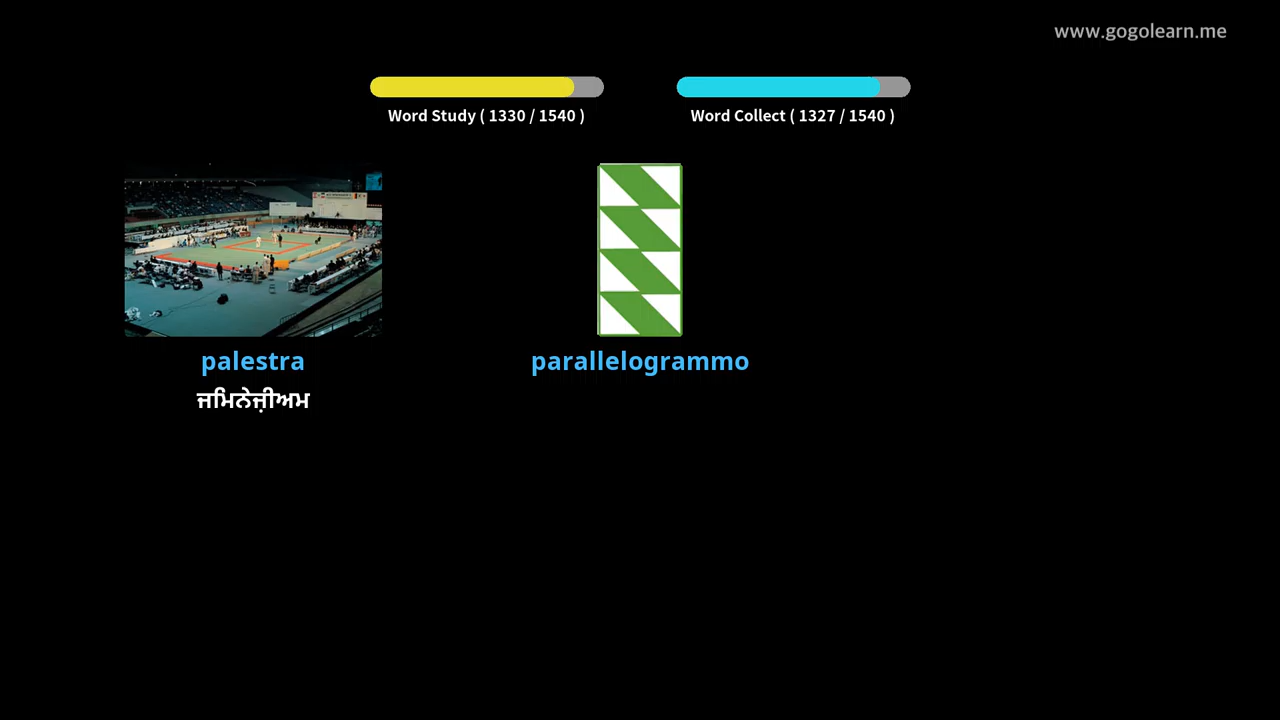 www.gogolearn.me
Word Study ( 1330 / 1540 )
Word Collect ( 1327 / 1540 )
palestra
parallelogrammo
ਜਮਿਨੇਜ਼ੀਅਮ